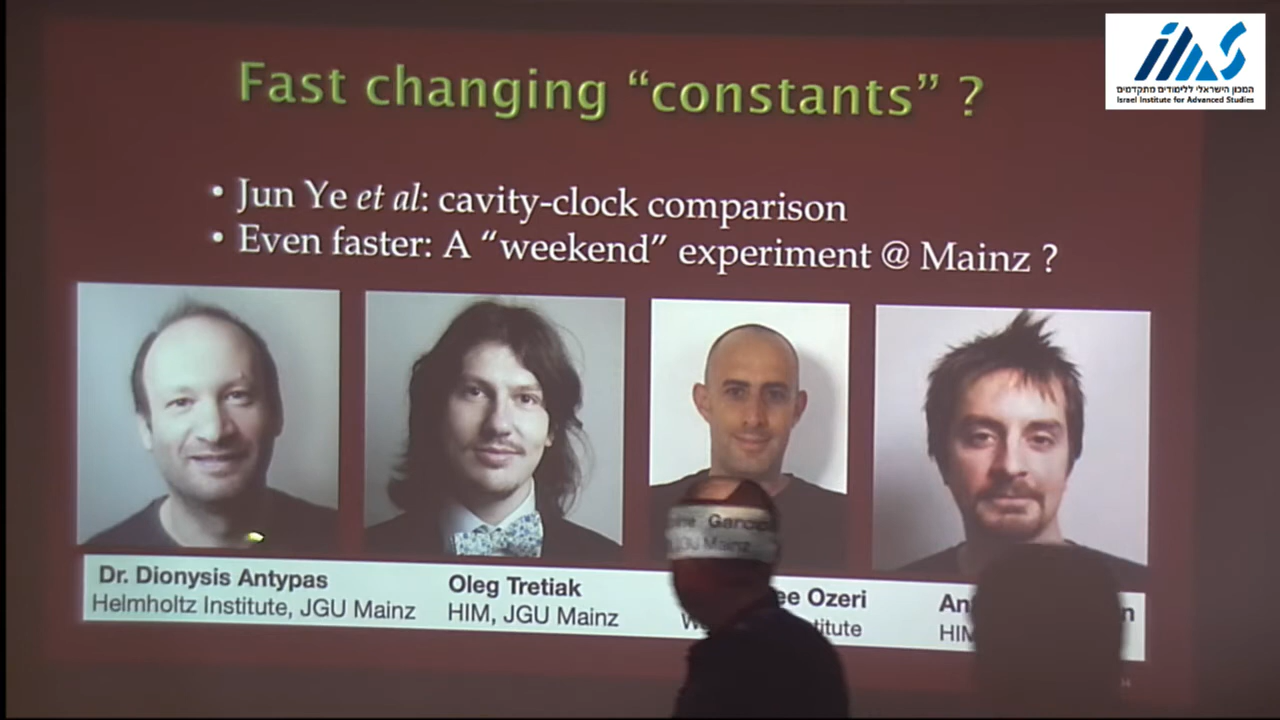 המכון הישראלי ללימודים מתקדמים
Israel Institute for Advanced Studies
Fast changing “constants” ?
• Jun Ye et al: cavity-clock comparison
• Even faster: A “weekend” experiment @ Mainz ?
Dr. Dionysis Antypas
Helmholtz Institute, JGU Mainz
Oleg Tretiak
HIM, JGU Mainz
JGU Mainz
Ozeri
HIM